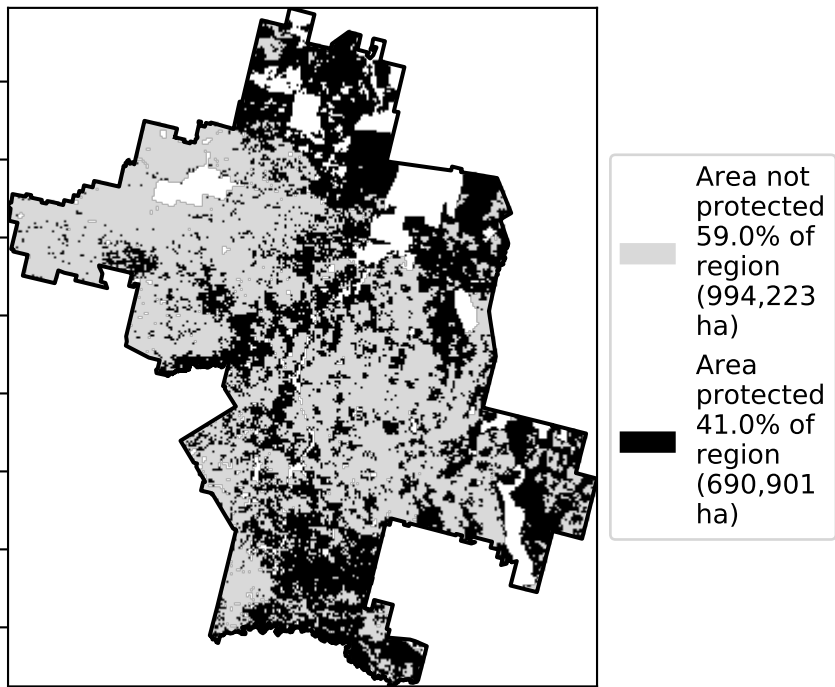 Area not
protected
59.0% of
region
(994,223
ha)
Area
protected
41.0% of
region
(690,901
ha)